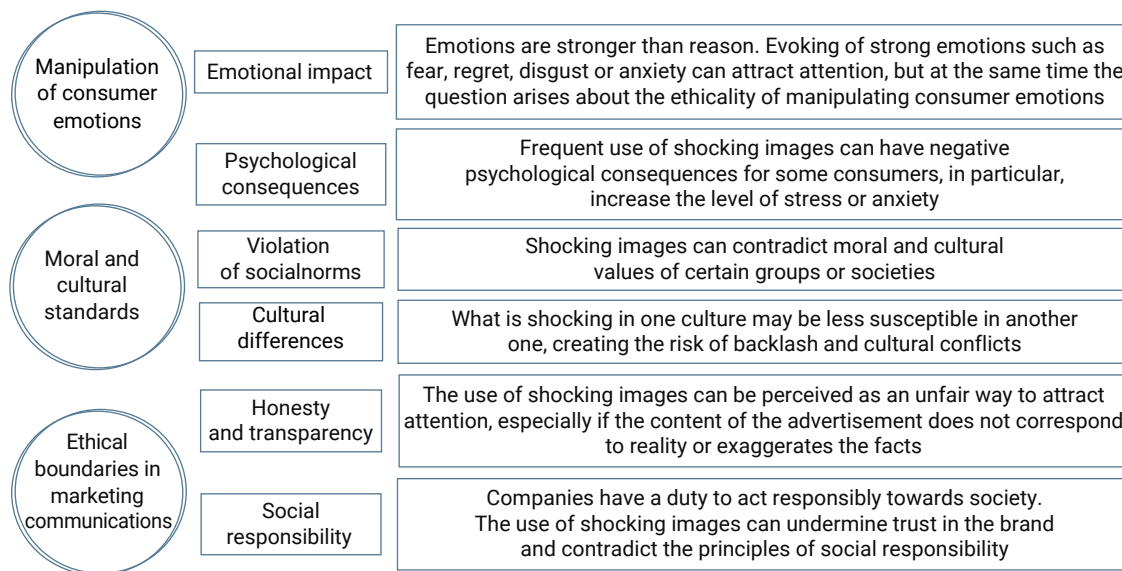 Manipulation
of consumer
emotions
Emotional impact
Emotions are stronger than reason. Evoking of strong emotions such as
fear, regret, disgust or anxiety can attract attention, but at the same time the
question arises about the ethicality of manipulating consumer emotions
Psychological
consequences
Frequent use of shocking images can have negative
psychological consequences for some consumers, in particular,
increase the level of stress or anxiety
Moral and
cultural
standards
Violation
of socialnorms
Shocking images can contradict moral and cultural
values of certain groups or societies
Cultural
differences
What is shocking in one culture may be less susceptible in another
one, creating the risk of backlash and cultural conflicts
Ethical
boundaries in
marketing
communications
Honesty
and transparency
The use of shocking images can be perceived as an unfair way to attract
attention, especially if the content of the advertisement does not correspond
to reality or exaggerates the facts
Social
responsibility
Companies have a duty to act responsibly towards society.
The use of shocking images can undermine trust in the brand
and contradict the principles of social responsibility